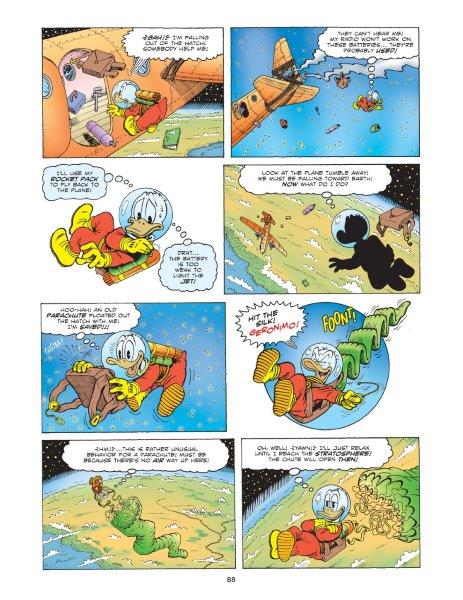 :GAH!: I'M FALLING
OUT OF THE HATCH!
SOMEBODY HELP ME!
THEY CAN'T HEAR ME!
MY RADIO WON'T WORK
ON THESE BATTERIES... THEY'RE
PROBABLY USED!
I'LL USE MY
ROCKET PACK
TO FLY BACK TO
THE PLANE!
DRAT...
THE BATTERY
IS TOO
WEAK TO
LIGHT THE
JET!
LOOK AT THE PLANE TUMBLE AWAY!
WE MUST BE FALLING TOWARD EARTH!
NOW WHAT DO I DO?
HOO-HAH! AN OLD
PARACHUTE FLOATED OUT
THE HATCH WITH ME!
I'M SAVED!!!
GLOM!
HIT THE
SILK!
GERONIMO!
FOONT!
:HM!:...THIS IS RATHER UNUSUAL
BEHAVIOR FOR A PARACHUTE! MUST BE
BECAUSE THERE'S NO AIR WAY UP HERE!
OH WELL! :YAWN!: I'LL JUST RELAX
UNTIL I REACH THE STRATOSPHERE!
THE CHUTE WILL OPEN THEN!
88